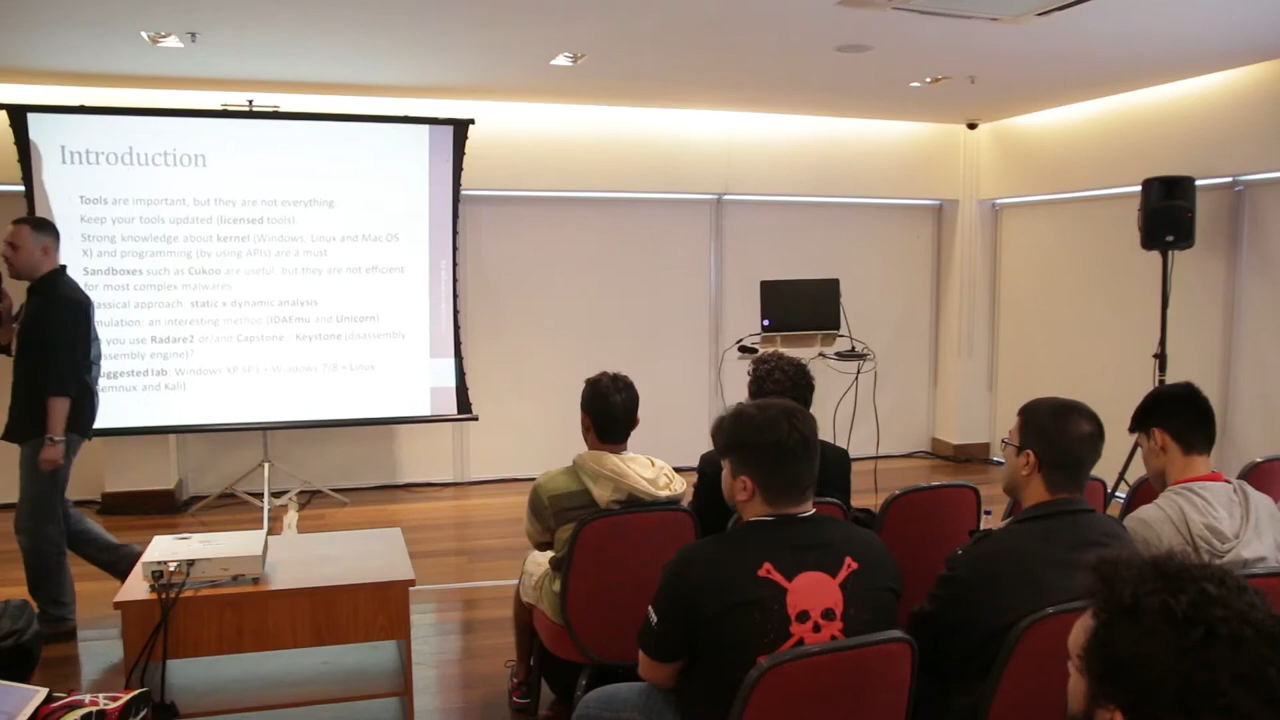 Introduction
Tools are important, but they are not everything.
Keep your tools updated (licensed tools).
Strong knowledge about kernel (Windows, Linux and Mac OS
X) and programming (by using APIs) are a must
Sandboxes such as Cukoo are useful, but they are not efficient
for most complex malwares
assical approach: static x dynamic analysis
mulation: an interesting method (IDAEmu and Unicorn)
you use Radare2 or/and Capstone / Keystone (disassembly
ssembly engine)?
uggested lab: Windows XP SP3 + Windows 7/8 + Linux
emnux and Kali)